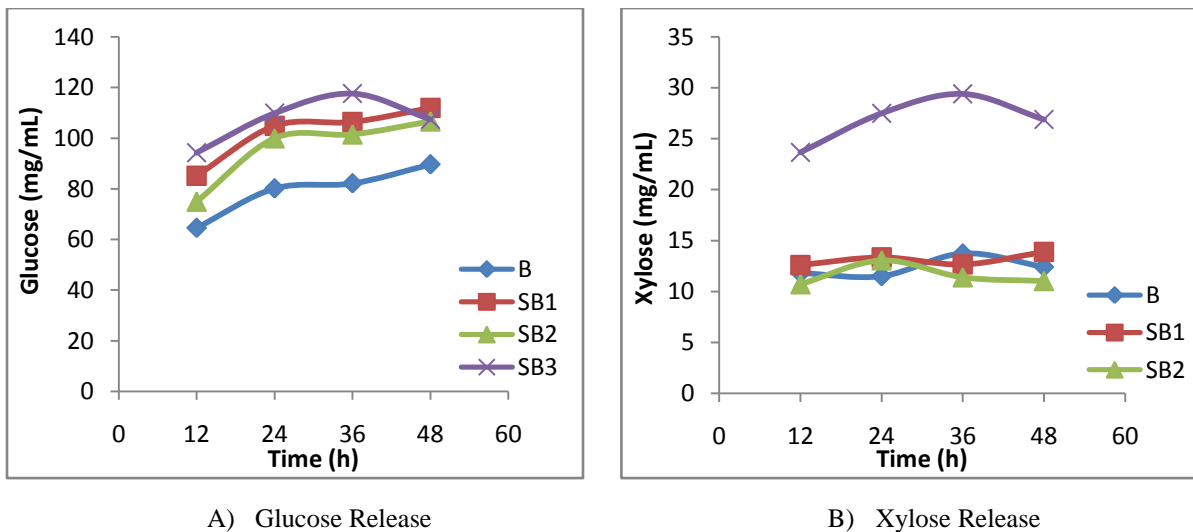 140
120
100
80
60
40
20
0
Glucose (mg/mL)
0 12 24 36 48 60
Time (h)
B
SB1
SB2
SB3
A) Glucose Release
35
30
25
20
15
10
5
0
Xylose (mg/mL)
0 12 24 36 48 60
Time (h)
B
SB1
SB2
B) Xylose Release